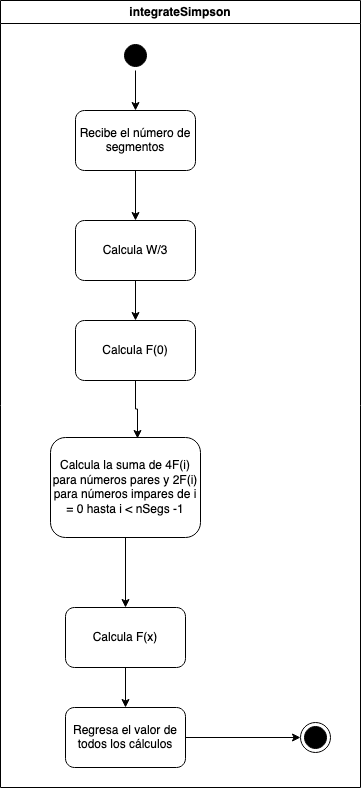 integrateSimpson
Recibe el número de
segmentos
Calcula W/3
Calcula F(0)
Calcula la suma de 4F(i)
para números pares y 2F(i)
para números impares de i
= 0 hasta i < nSegs -1
Calcula F(x)
Regresa el valor de
todos los cálculos